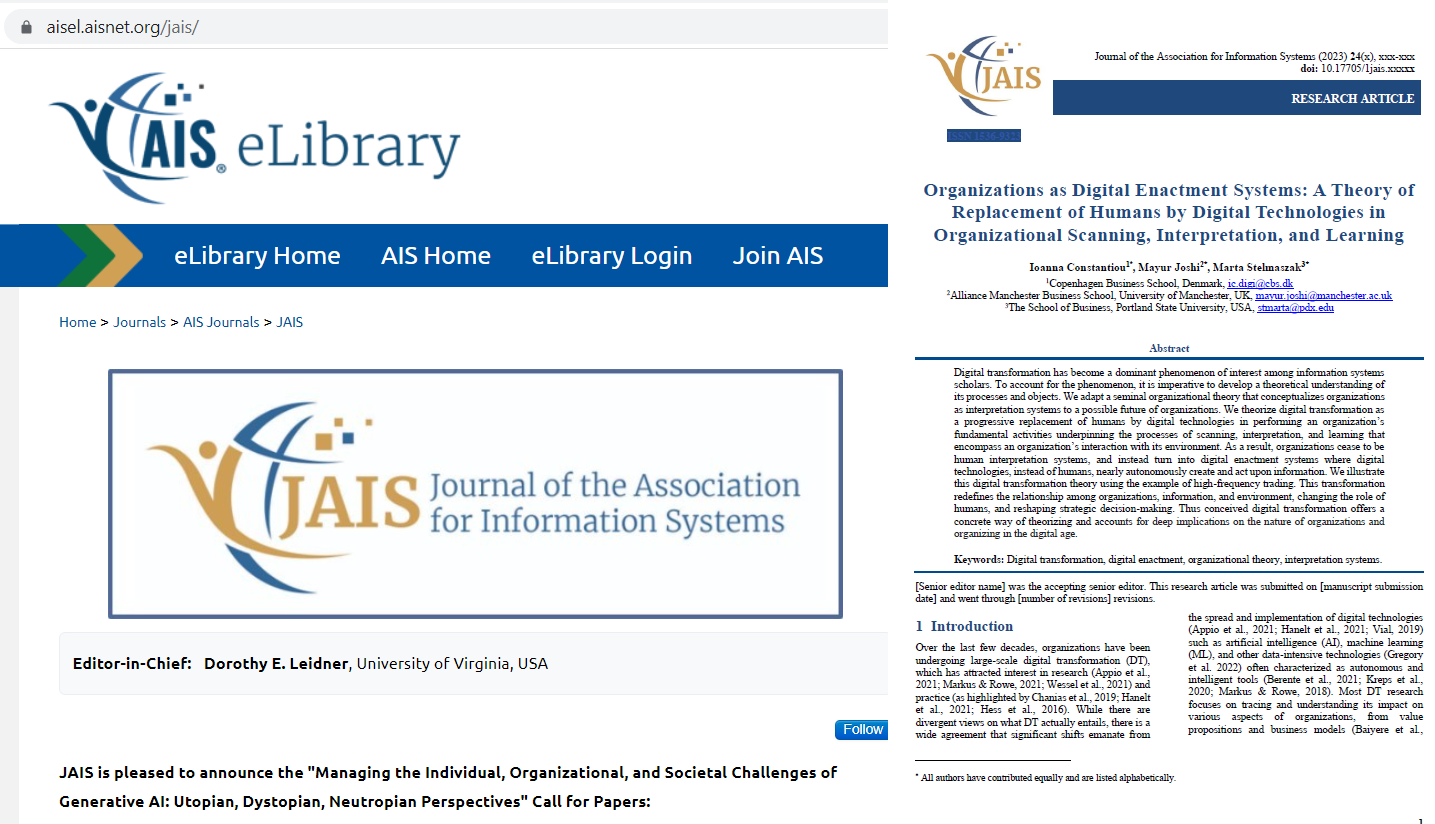 aisel.aisnet.org/jais/
AIS® eLibrary
eLibrary Home AIS Home eLibrary Login Join AIS
Home > Journals > AIS Journals > JAIS
JAIS Journal of the Association
for Information Systems
Editor-in-Chief: Dorothy E. Leidner, University of Virginia, USA
Follow
JAIS is pleased to announce the "Managing the Individual, Organizational, and Societal Challenges of
Generative AI: Utopian, Dystopian, Neutropian Perspectives" Call for Papers:
JAIS
Journal of the Association for Information Systems (2023) 24(x), xxx-xxx
doi: 10.17705/1jais.xxxxx
RESEARCH ARTICLE
Organizations as Digital Enactment Systems: A Theory of
Replacement of Humans by Digital Technologies in
Organizational Scanning, Interpretation, and Learning
Ioanna Constantiou1*, Mayur Joshi2*, Marta Stelmaszak3*
1Copenhagen Business School, Denmark, ic.digi@cbs.dk
2Alliance Manchester Business School, University of Manchester, UK, mayur.joshi@manchester.ac.uk
3The School of Business, Portland State University, USA, stmarta@pdx.edu
Abstract
Digital transformation has become a dominant phenomenon of interest among information systems
scholars. To account for the phenomenon, it is imperative to develop a theoretical understanding of
its processes and objects. We adapt a seminal organizational theory that conceptualizes organizations
as interpretation systems to a possible future of organizations. We theorize digital transformation as
a progressive replacement of humans by digital technologies in performing an organization's
fundamental activities underpinning the processes of scanning, interpretation, and learning that
encompass an organization's interaction with its environment. As a result, organizations cease to be
human interpretation systems, and instead turn into digital enactment systems where digital
technologies, instead of humans, nearly autonomously create and act upon information. We illustrate
this digital transformation theory using the example of high-frequency trading. This transformation
redefines the relationship among organizations, information, and environment, changing the role of
humans, and reshaping strategic decision-making. Thus conceived digital transformation offers a
concrete way of theorizing and accounts for deep implications on the nature of organizations and
organizing in the digital age.
Keywords: Digital transformation, digital enactment, organizational theory, interpretation systems.
[Senior editor name] was the accepting senior editor. This research article was submitted on [manuscript submission
date] and went through [number of revisions] revisions.
1 Introduction
Over the last few decades, organizations have been
undergoing large-scale digital transformation (DT),
which has attracted interest in research (Appio et al.,
2021; Markus & Rowe, 2021; Wessel et al., 2021) and
practice (as highlighted by Chanias et al., 2019; Hanelt
et al., 2021; Hess et al., 2016). While there are
divergent views on what DT actually entails, there is a
wide agreement that significant shifts emanate from
the spread and implementation of digital technologies
(Appio et al., 2021; Hanelt et al., 2021; Vial, 2019)
such as artificial intelligence (AI), machine learning
(ML), and other data-intensive technologies (Gregory
et al. 2022) often characterized as autonomous and
intelligent tools (Berente et al., 2021; Kreps et al.,
2020; Markus & Rowe, 2018). Most DT research
focuses on tracing and understanding its impact on
various aspects of organizations, from value
propositions and business models (Baiyere et al.,
* All authors have contributed equally and are listed alphabetically.